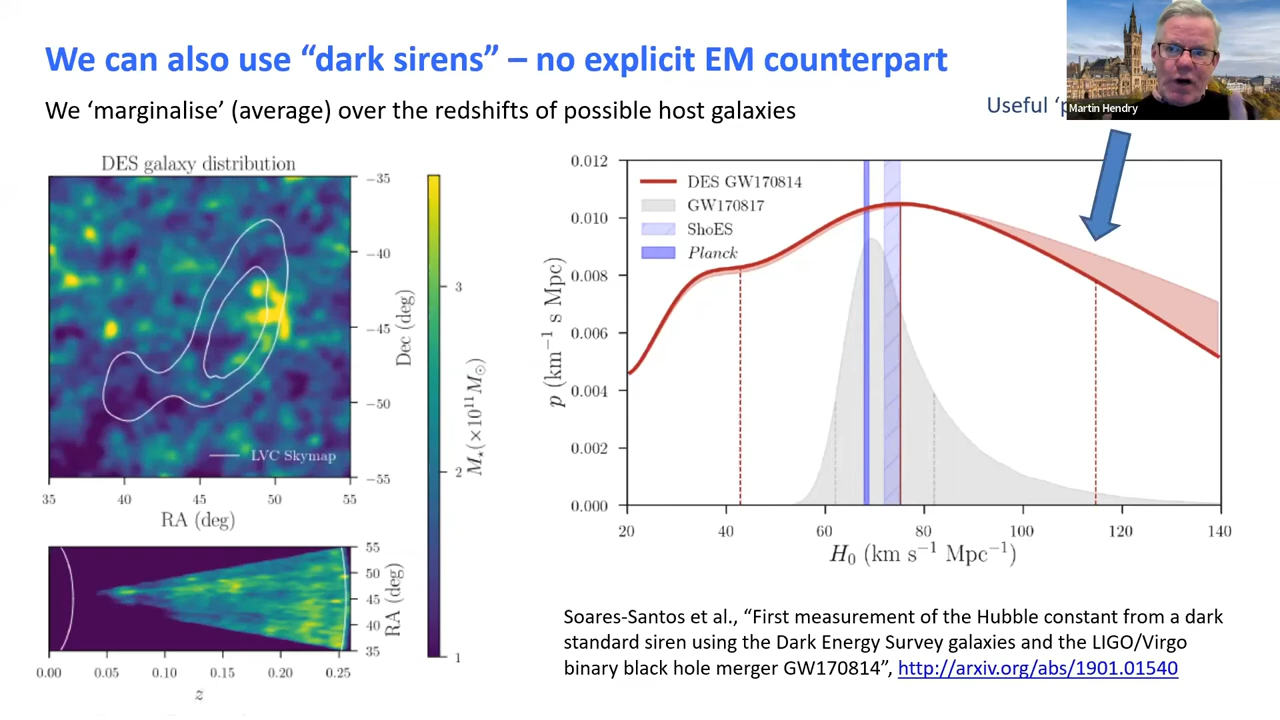 We can also use “dark sirens” – no explicit EM counterpart
We ‘marginalise’ (average) over the redshifts of possible host galaxies
Useful
Martin Hendry
DES galaxy distribution
−35
−40
−45
−50
−55
Dec (deg)
LVC Skymap
35 40 45 50 55
RA (deg)
3
2
1
M⋆(×10¹¹M☉)
55
50
45
40
35
RA (deg)
0.00 0.05 0.10 0.15 0.20 0.25
z
0.012
0.010
0.008
0.006
0.004
0.002
0.000
p (km⁻¹ s Mpc)
DES GW170814
GW170817
ShoES
Planck
20 40 60 80 100 120 140
H₀ (km s⁻¹ Mpc⁻¹)
Soares-Santos et al., “First measurement of the Hubble constant from a dark
standard siren using the Dark Energy Survey galaxies and the LIGO/Virgo
binary black hole merger GW170814”, http://arxiv.org/abs/1901.01540